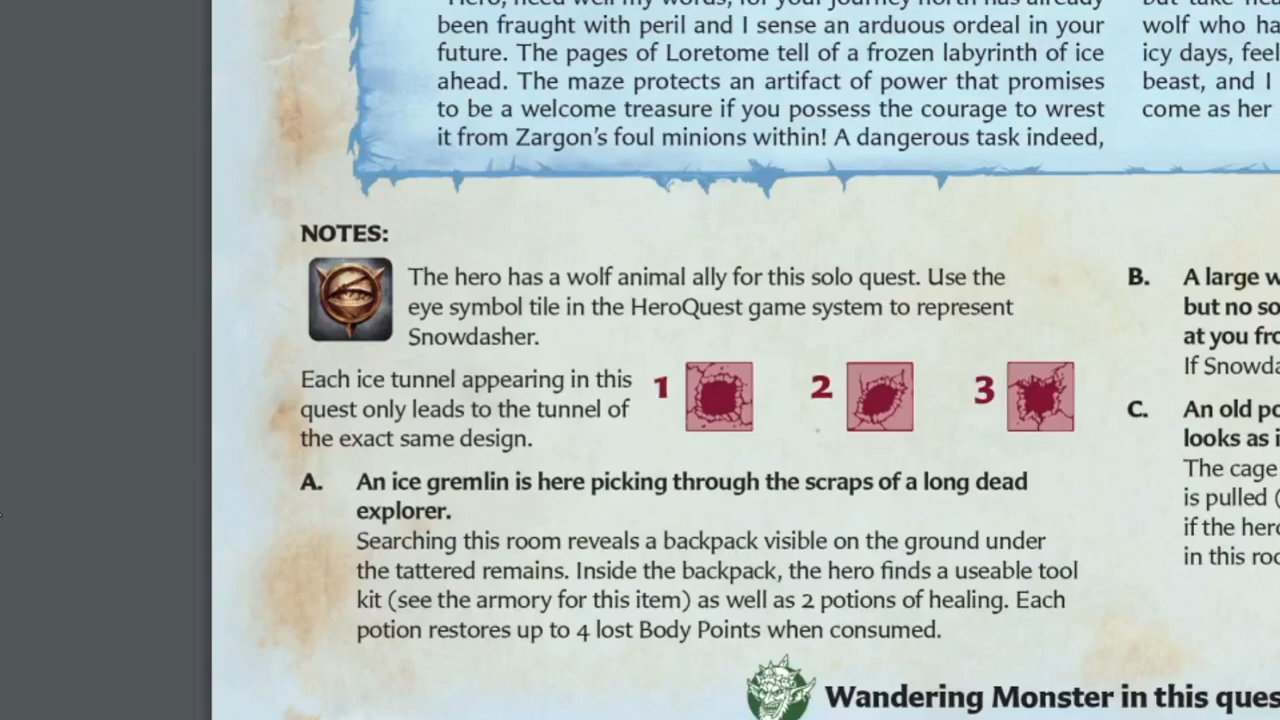 been fraught with peril and I sense an arduous ordeal in your
future. The pages of Loretome tell of a frozen labyrinth of ice
ahead. The maze protects an artifact of power that promises
to be a welcome treasure if you possess the courage to wrest
it from Zargon's foul minions within! A dangerous task indeed,
wolf who
icy days, feel
beast, and I
come as her
NOTES:
The hero has a wolf animal ally for this solo quest. Use the
eye symbol tile in the HeroQuest game system to represent
Snowdasher.
Each ice tunnel appearing in this
quest only leads to the tunnel of
the exact same design.
1 2 3
A. An ice gremlin is here picking through the scraps of a long dead
explorer.
Searching this room reveals a backpack visible on the ground under
the tattered remains. Inside the backpack, the hero finds a useable tool
kit (see the armory for this item) as well as 2 potions of healing. Each
potion restores up to 4 lost Body Points when consumed.
B. A large
but no
at you
If
C. An old
looks as
The cage
is pulled
if the
in this
Wandering Monster in this